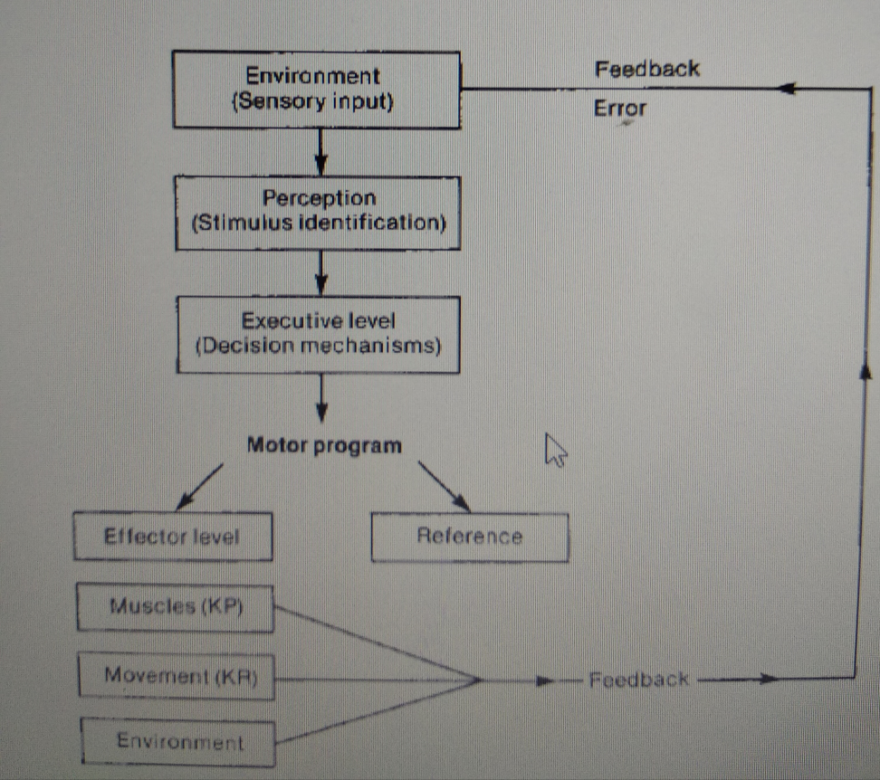 Environment
(Sensory input)
Feedback
Error
Perception
(Stimulus identification)
Executive level
(Decision mechanisms)
Motor program
Effector level
Reference
Muscles (KP)
Movement (KR)
Feedback
Environment